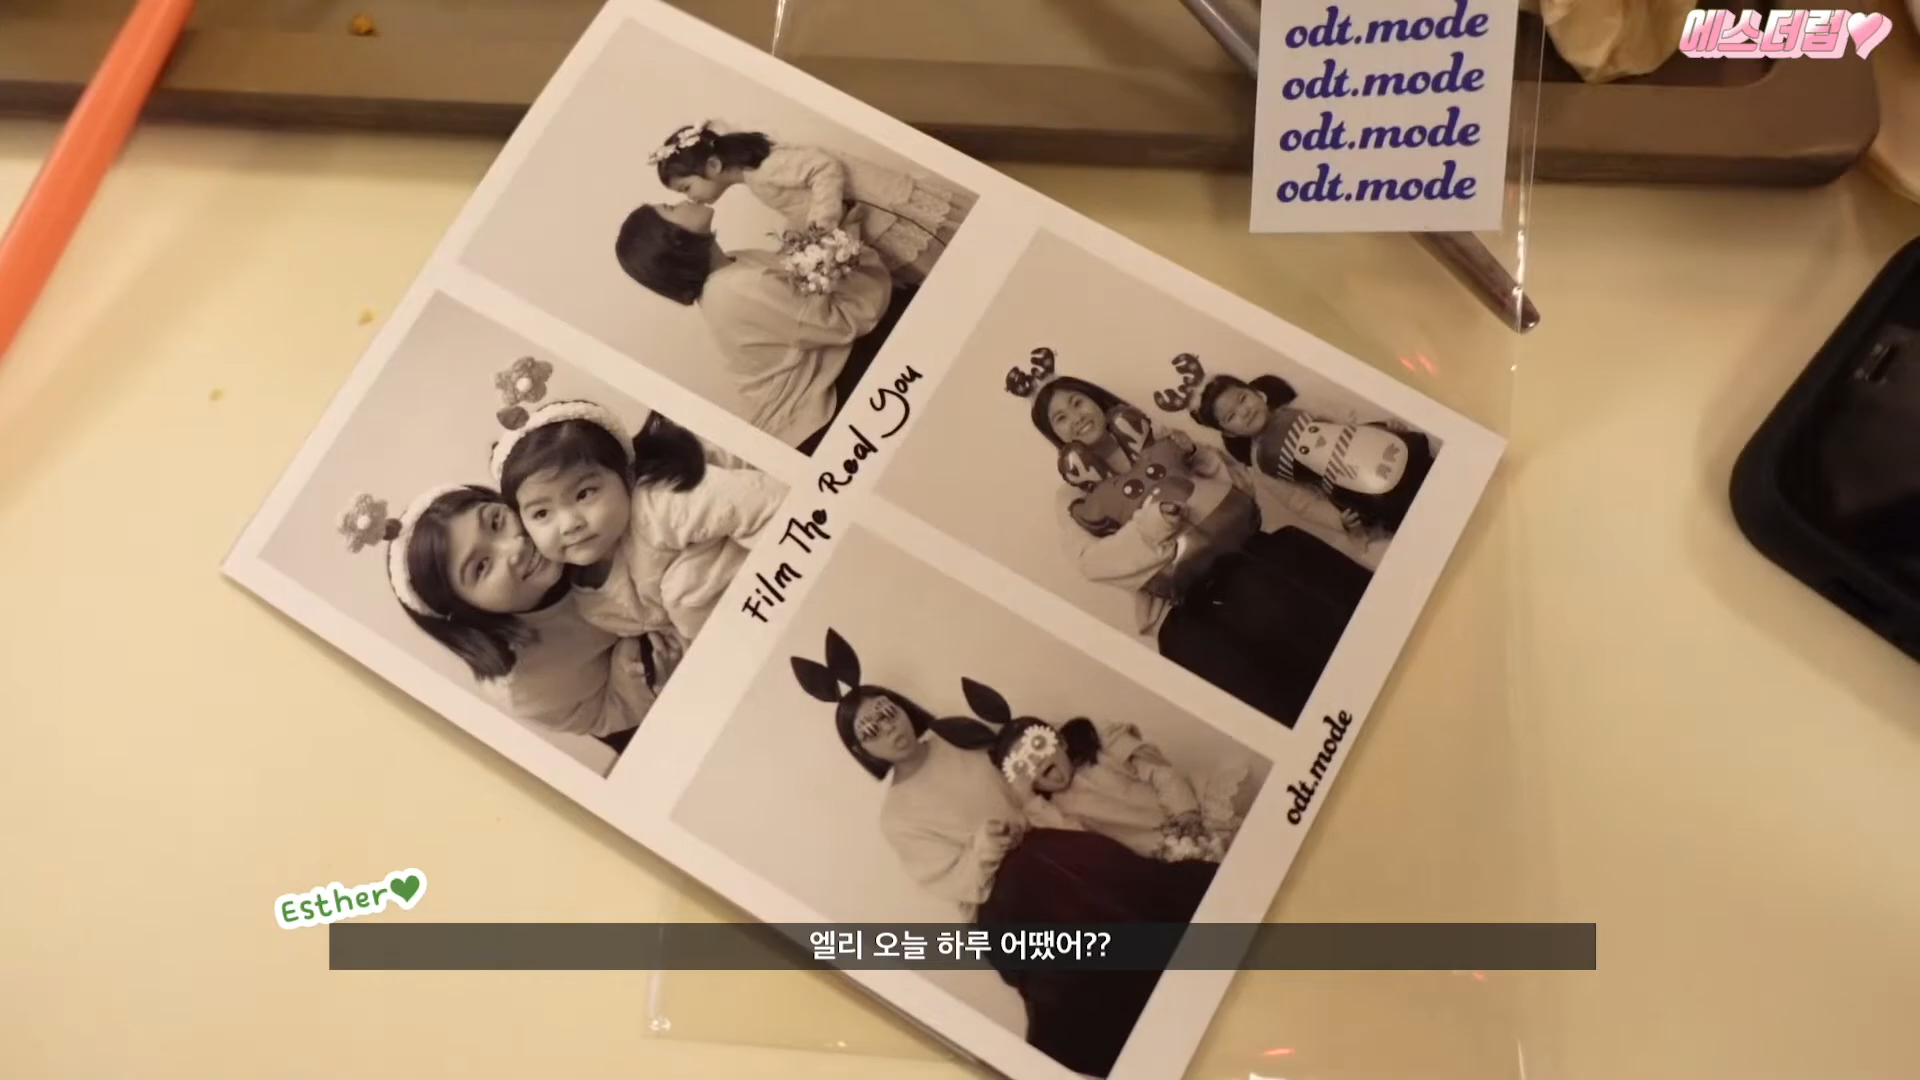 odt.mode
odt.mode
odt.mode
odt.mode
에스더럽
Film The Real You
odt.mode
Esther
엘리 오늘 하루 어땠어??